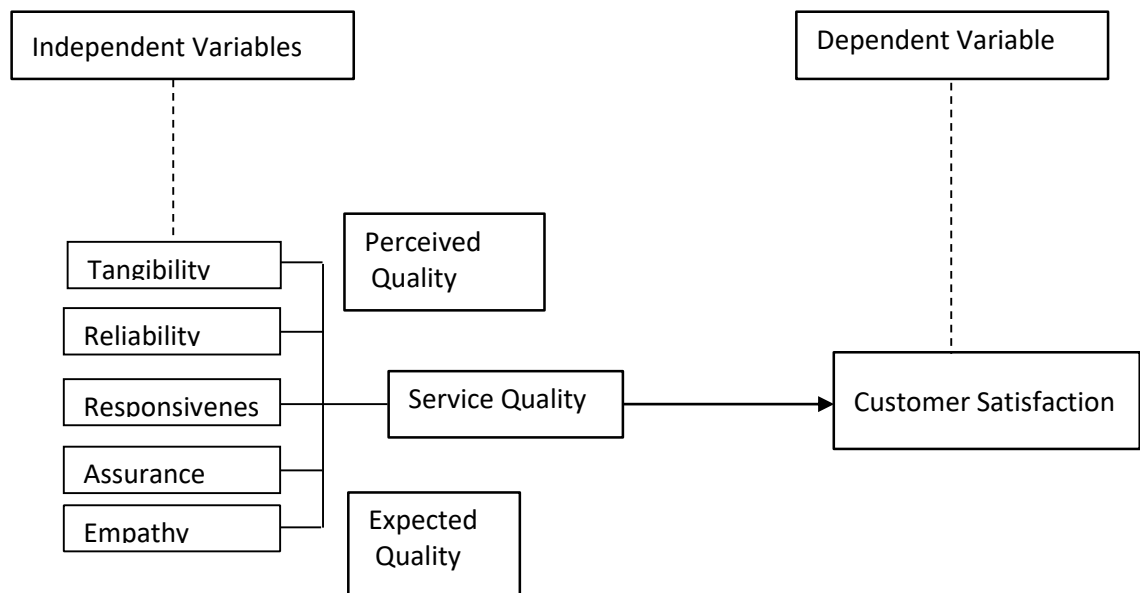 Independent Variables
Dependent Variable
Perceived
Quality
Tangibility
Reliability
Responsivenes
Service Quality
Customer Satisfaction
Assurance
Empathy
Expected
Quality